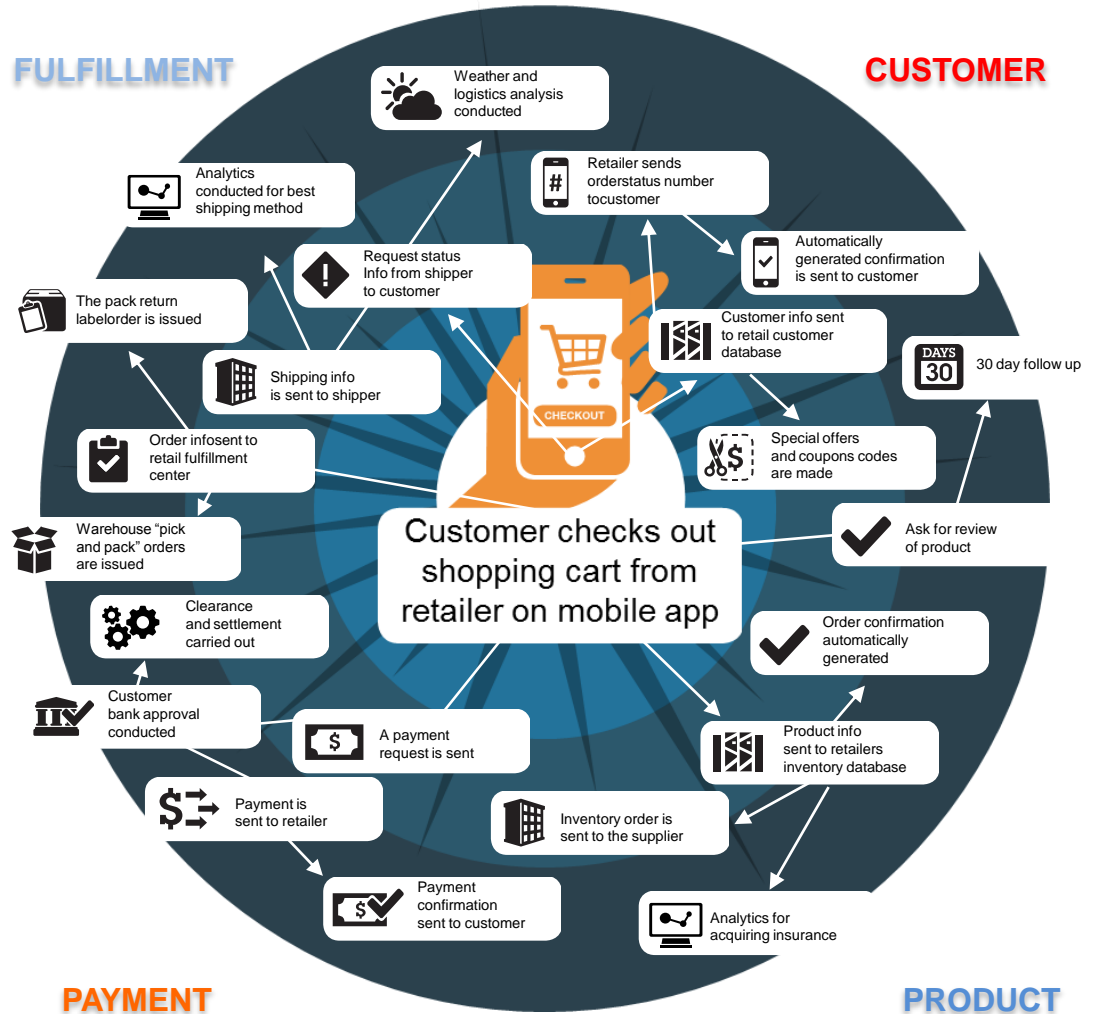 FULFILLMENT
CUSTOMER
Weather and
logistics analysis
conducted
Retailer sends
orderstatus number
tocustomer
#
Analytics
conducted for best
shipping method
Automatically
generated confirmation
is sent to customer
Request status
Info from shipper
to customer
!
The pack return
labelorder is issued
Customer info sent
to retail customer
database
DAYS
30
30 day follow up
Shipping info
is sent to shipper
CHECKOUT
Order infosent to
retail fulfillment
center
Special offers
and coupons codes
are made
$
Warehouse “pick
and pack” orders
are issued
Customer checks out
shopping cart from
retailer on mobile app
Ask for review
of product
Clearance
and settlement
carried out
Order confirmation
automatically
generated
Customer
bank approval
conducted
$
A payment
request is sent
Product info
sent to retailers
inventory database
$
Payment is
sent to retailer
Inventory order is
sent to the supplier
$
Payment
confirmation
sent to customer
Analytics for
acquiring insurance
PAYMENT
PRODUCT